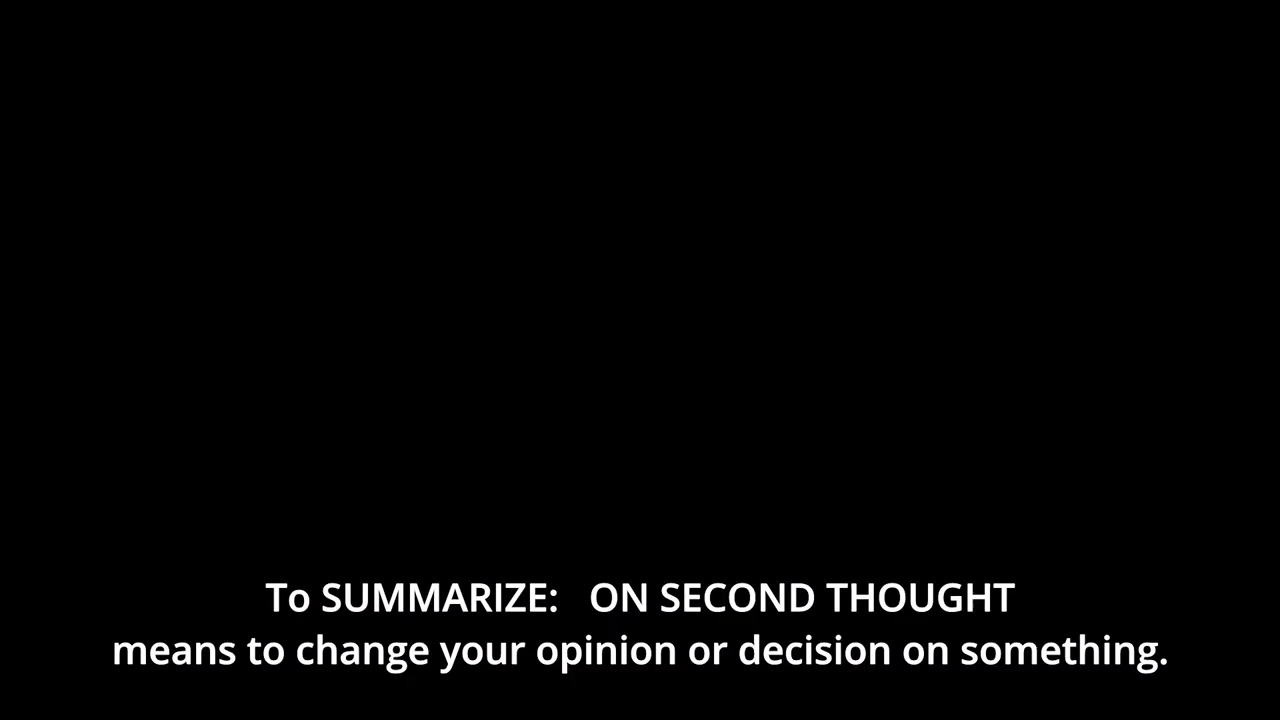 To SUMMARIZE:   ON SECOND THOUGHT
means to change your opinion or decision on something.